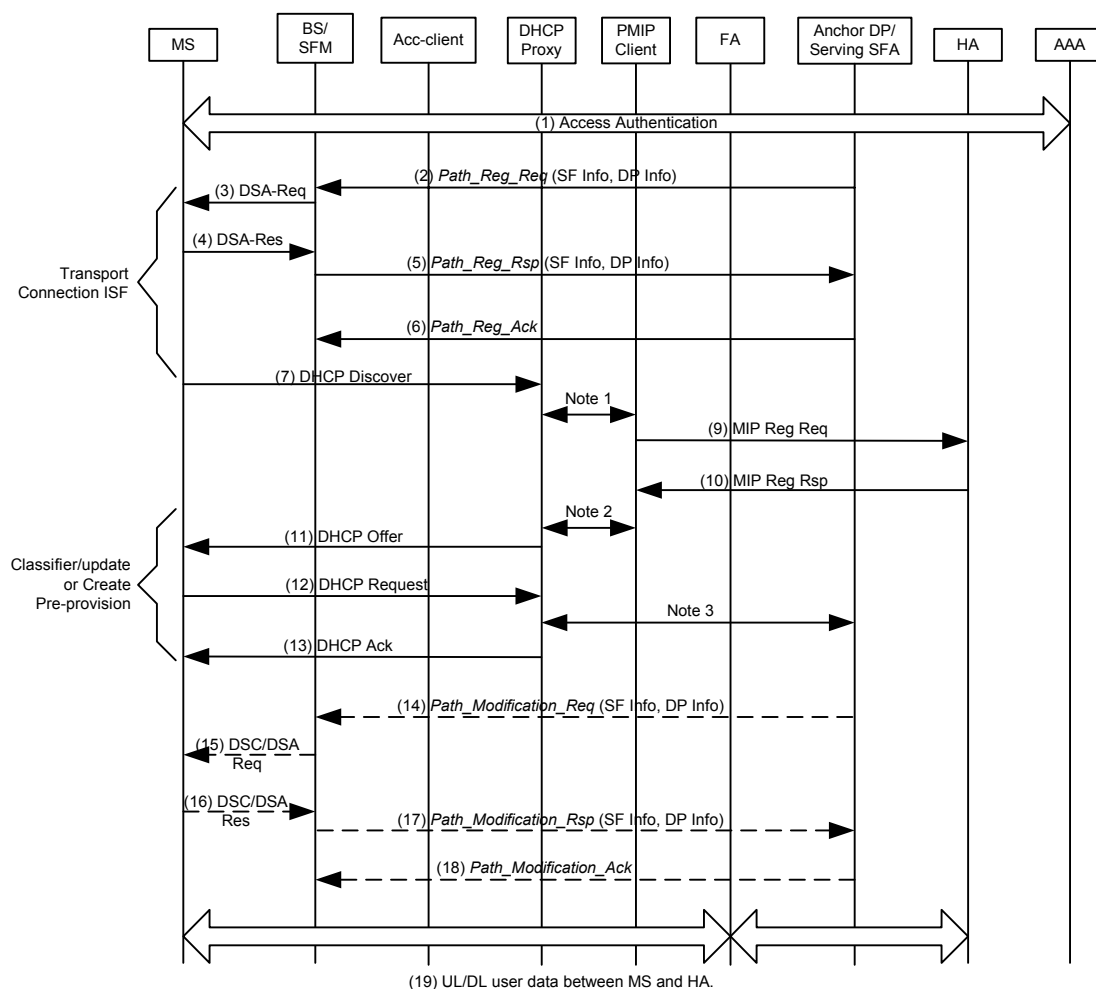 MS
BS/
SFM
Acc-client
DHCP
Proxy
PMIP
Client
FA
Anchor DP/
Serving SFA
HA
AAA
(1) Access Authentication
(2) Path_Reg_Req (SF Info, DP Info)
(3) DSA-Req
(4) DSA-Res
(5) Path_Reg_Rsp (SF Info, DP Info)
Transport
Connection ISF
(6) Path_Reg_Ack
(7) DHCP Discover
Note 1
(9) MIP Reg Req
(10) MIP Reg Rsp
Note 2
(11) DHCP Offer
Classifier/update
or Create
Pre-provision
(12) DHCP Request
Note 3
(13) DHCP Ack
(14) Path_Modification_Req (SF Info, DP Info)
(15) DSC/DSA
Req
(16) DSC/DSA
Res
(17) Path_Modification_Rsp (SF Info, DP Info)
(18) Path_Modification_Ack
(19) UL/DL user data between MS and HA.